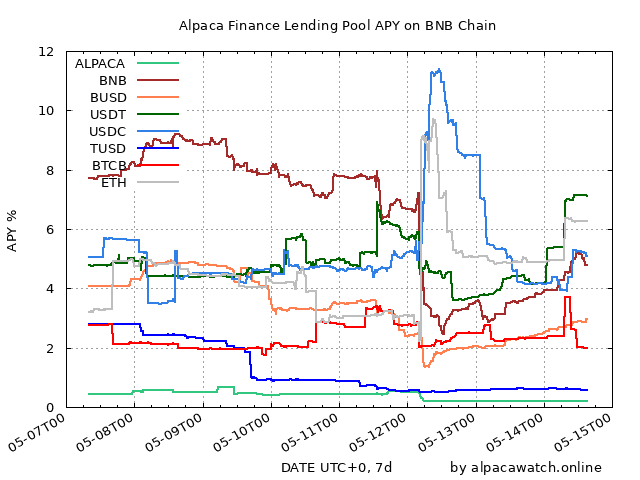 Alpaca Finance Lending Pool APY on BNB Chain
12
10
8
6
4
2
0
APY %
ALPACA
BNB
BUSD
USDT
USDC
TUSD
BTCB
ETH
05-07T00
05-08T00
05-09T00
05-10T00
05-11T00
05-12T00
05-13T00
05-14T00
05-15T00
DATE UTC+0, 7d
by alpacawatch.online